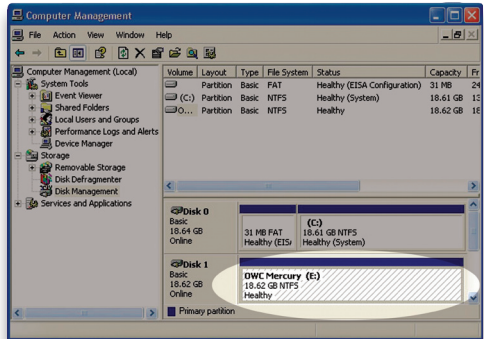 Computer Management
File Action View Window Help
Computer Management (Local)
System Tools
Event Viewer
Shared Folders
Local Users and Groups
Performance Logs and Alerts
Device Manager
Storage
Removable Storage
Disk Defragmenter
Disk Management
Services and Applications
Volume Layout Type File System Status Capacity Fr
Partition Basic FAT Healthy (EISA Configuration) 31 MB 24
(C:) Partition Basic NTFS Healthy (System) 18.61 GB 13
O... Partition Basic NTFS Healthy 18.62 GB 18
Disk 0
Basic
18.64 GB
Online
31 MB FAT
Healthy (EIS
(C:)
18.61 GB NTFS
Healthy (System)
Disk 1
Basic
18.62 GB
Online
OWC Mercury (E:)
18.62 GB NTFS
Healthy
Primary partition